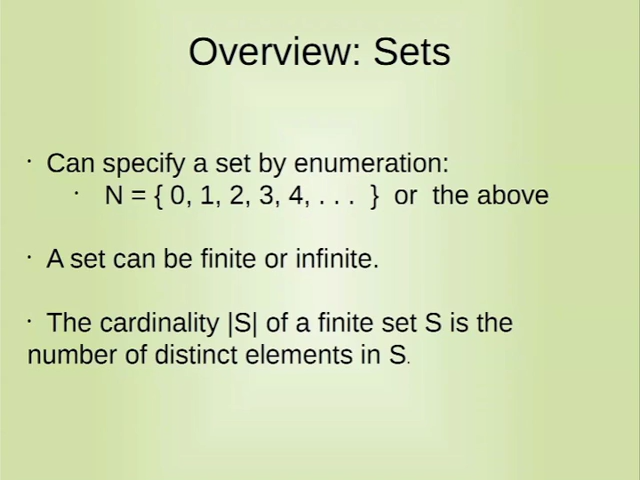 Overview: Sets
· Can specify a set by enumeration:
· N = { 0, 1, 2, 3, 4, . . . } or the above
· A set can be finite or infinite.
· The cardinality |S| of a finite set S is the
number of distinct elements in S.